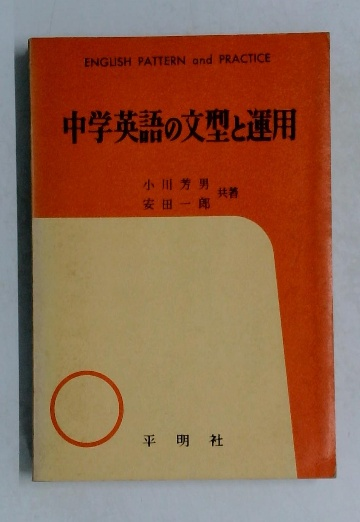 ENGLISH PATTERN and PRACTICE
中学英語の文型と運用
小川芳男
安田一郎
共著
平明社